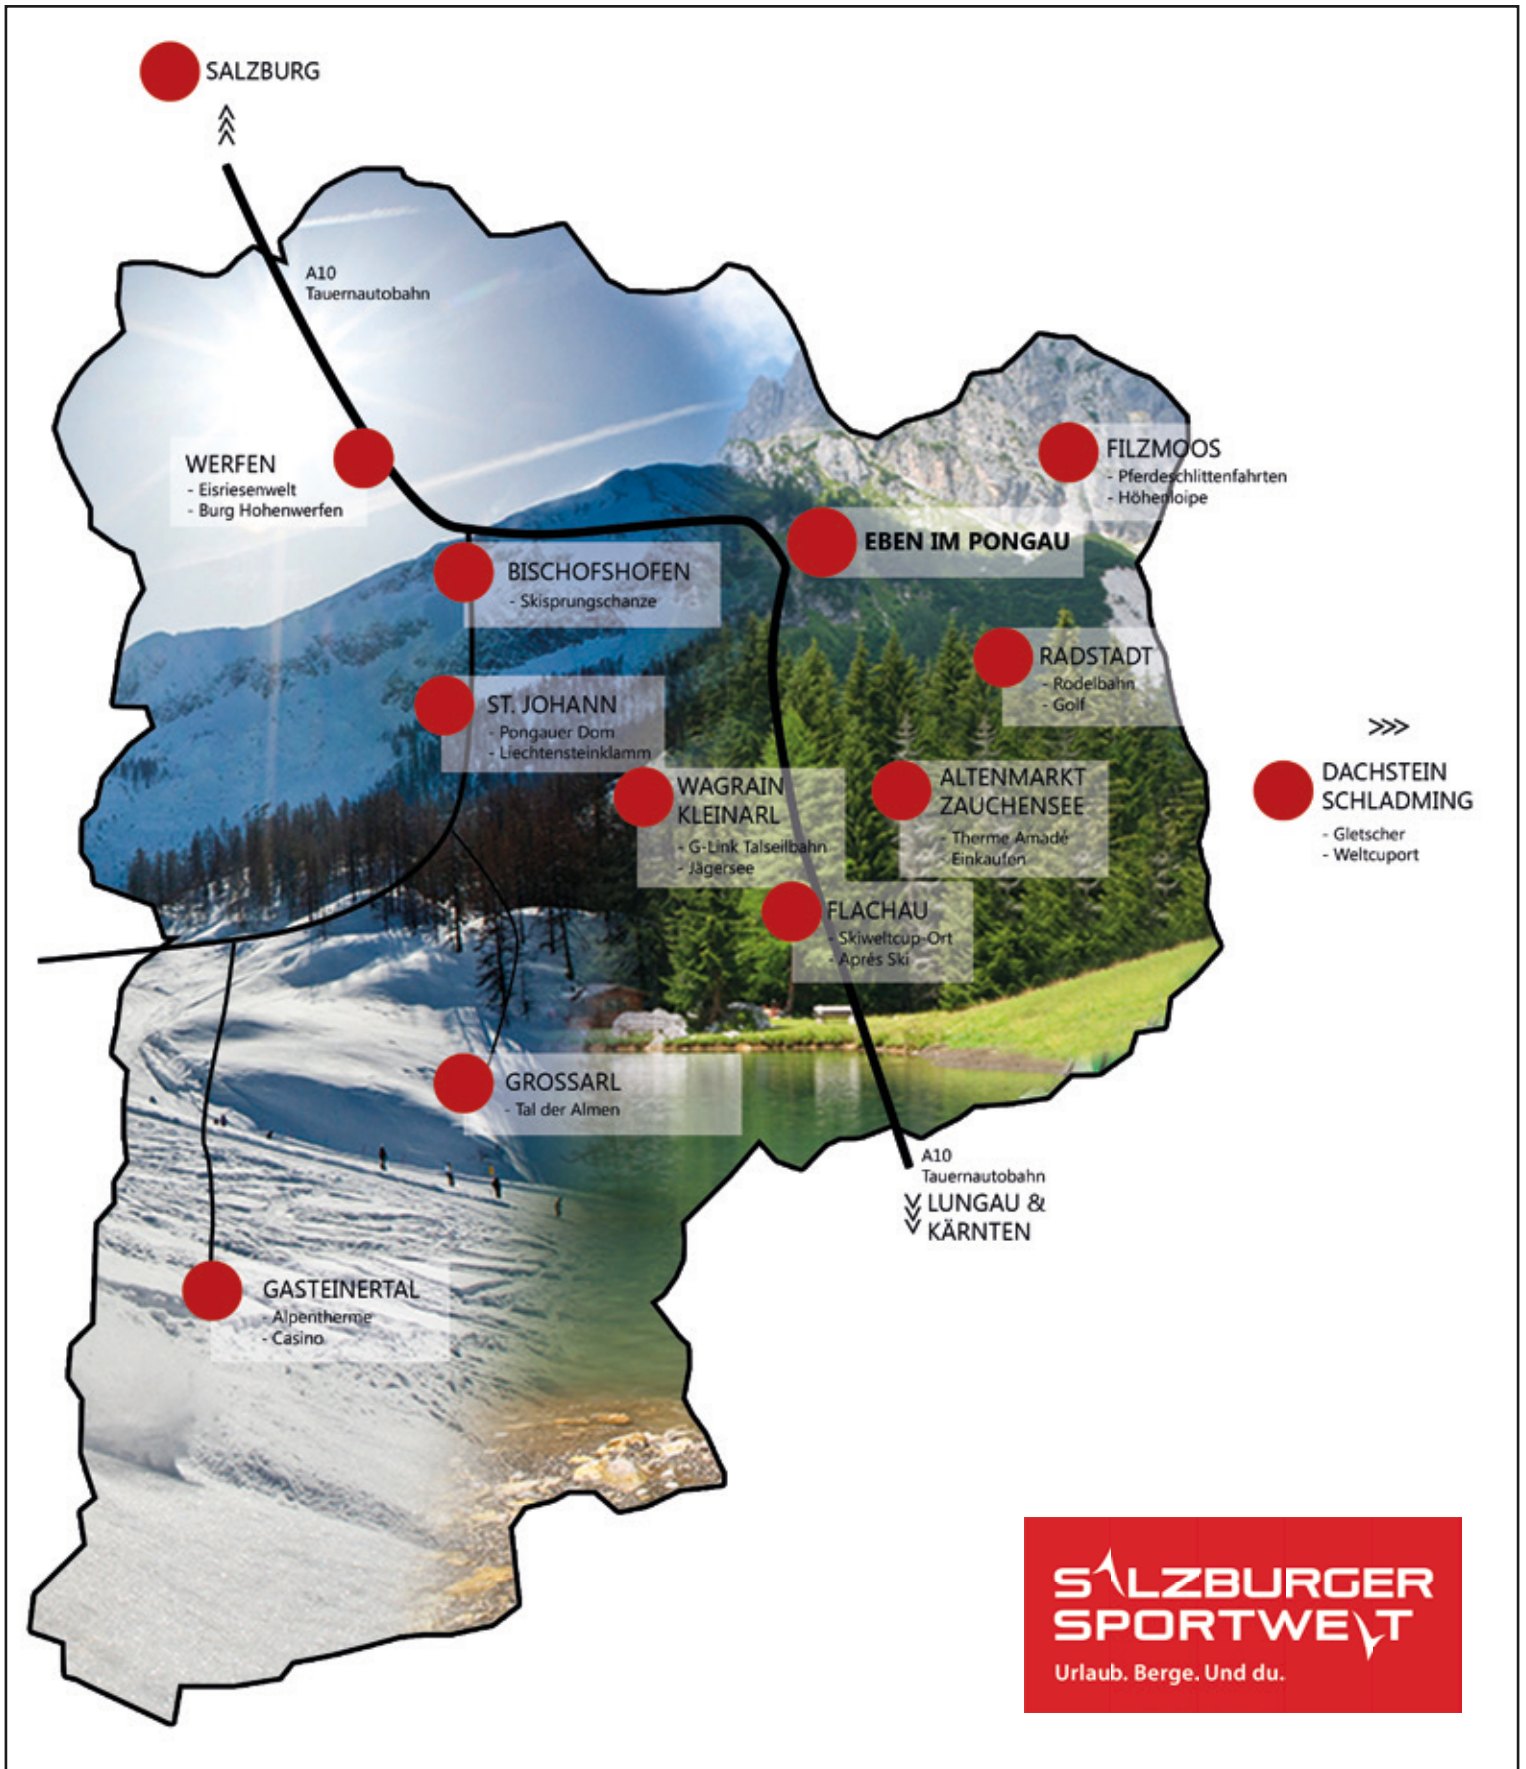 SALZBURG
A10
Tauernautobahn
WERFEN
- Eisriesenwelt
- Burg Hohenwerfen
FILZMOOS
- Pferdeschlittenfahrten
- Höhenloipe
EBEN IM PONGAU
BISCHOFSHOFEN
- Skisprungschanze
RADSTADT
- Rodelbahn
- Golf
ST. JOHANN
- Pongauer Dom
- Liechtensteinklamm
WAGRAIN
KLEINARL
- G-Link Talseilbahn
- Jägersee
ALTENMARKT
ZAUCHENSEE
- Therme Amadé
- Einkaufen
>>>
DACHSTEIN
SCHLADMING
- Gletscher
- Weltcuport
FLACHAU
- Skiweltcup-Ort
- Aprés Ski
GROSSARL
- Tal der Almen
A10
Tauernautobahn
LUNGAU &
KÄRNTEN
GASTEINERTAL
- Alpentherme
- Casino
SALZBURGER
SPORTWELT
Urlaub. Berge. Und du.